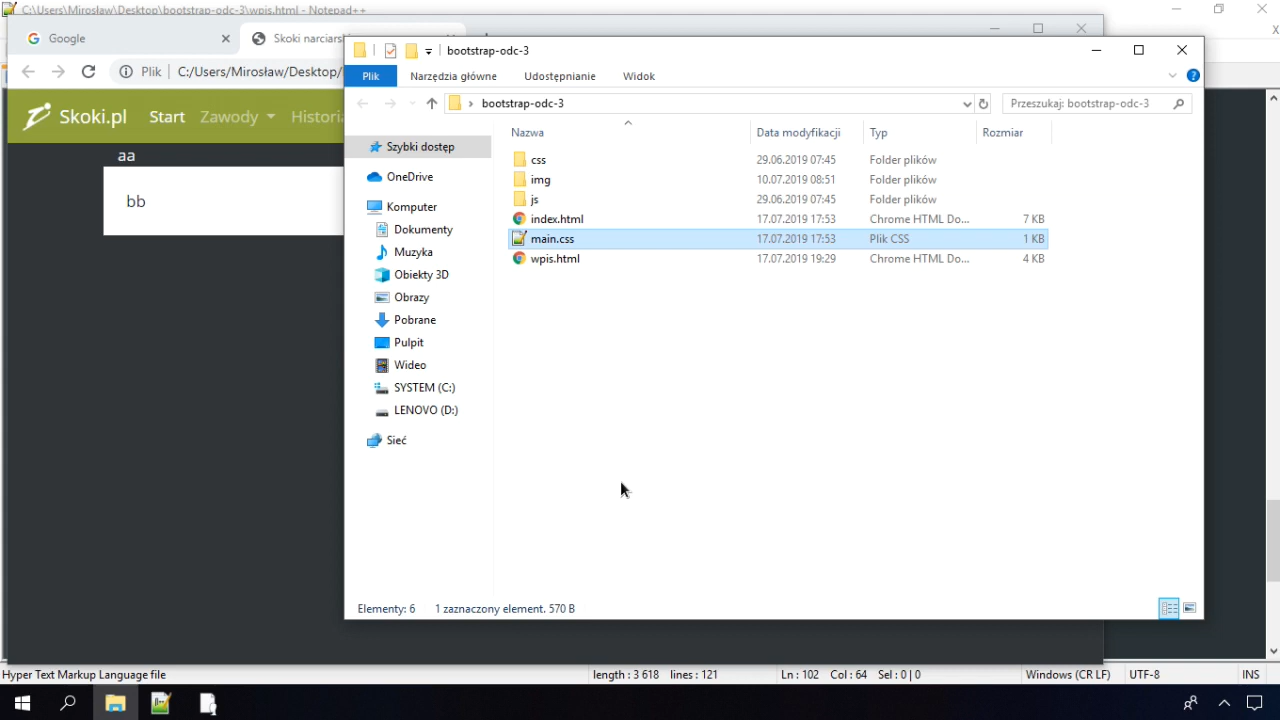 C:\Users\Mirosław\Desktop\bootstrap-odc-3\wpis.html - Notepad++
Google
Skoki narciars
Plik
C:/Users/Mirosław/Desktop/
Skoki.pl
Start
Zawody
Histori
aa
bb
bootstrap-odc-3
Plik
Narzędzia główne
Udostępnianie
Widok
bootstrap-odc-3
Przeszukaj: bootstrap-odc-3
Nazwa
Data modyfikacji
Typ
Rozmiar
Szybki dostęp
OneDrive
Komputer
Dokumenty
Muzyka
Obiekty 3D
Obrazy
Pobrane
Pulpit
Wideo
SYSTEM (C:)
LENOVO (D:)
Sieć
css 29.06.2019 07:45 Folder plików
img 10.07.2019 08:51 Folder plików
js 29.06.2019 07:45 Folder plików
index.html 17.07.2019 17:53 Chrome HTML Do... 7 KB
main.css 17.07.2019 17:53 Plik CSS 1 KB
wpis.html 17.07.2019 19:29 Chrome HTML Do... 4 KB
Elementy: 6 1 zaznaczony element. 570 B
Hyper Text Markup Language file
length : 3 618 lines : 121
Ln : 102 Col : 64 Sel : 0 | 0
Windows (CR LF)
UTF-8
INS